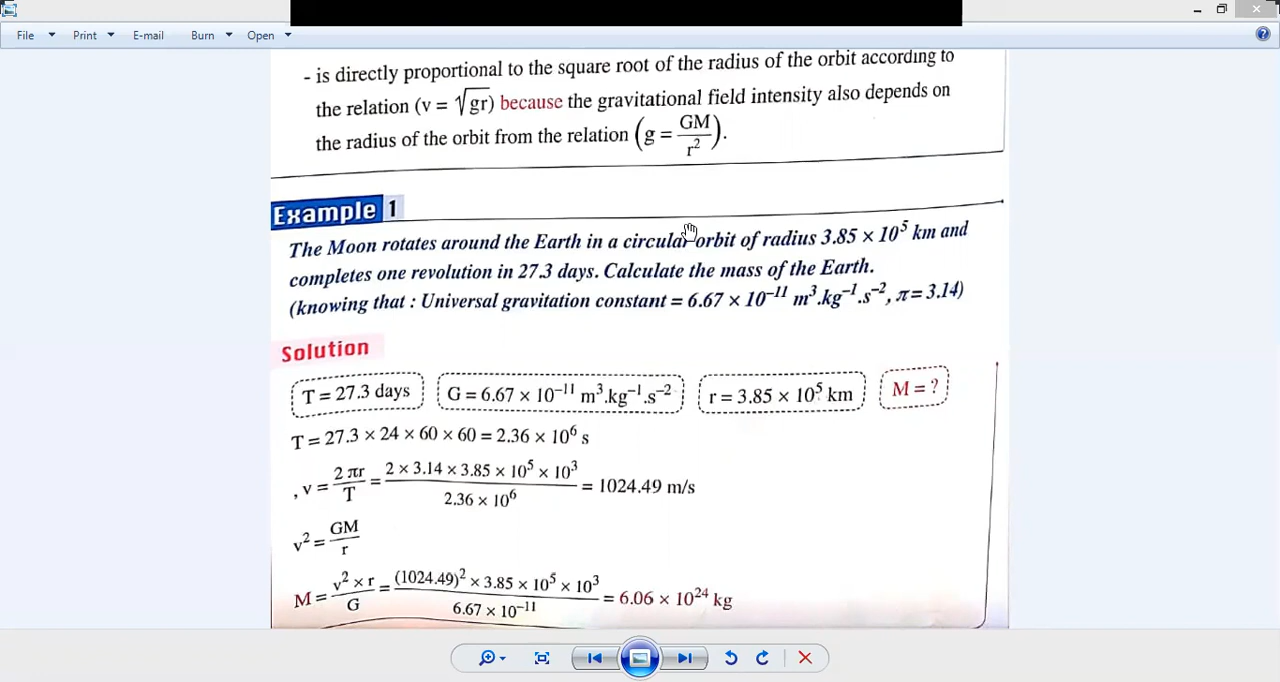 File Print E-mail Burn Open
- is directly proportional to the square root of the radius of the orbit according to
the relation (v = √gr) because the gravitational field intensity also depends on
the radius of the orbit from the relation (g = GM/r²).
Example 1
The Moon rotates around the Earth in a circular orbit of radius 3.85 × 10⁵ km and
completes one revolution in 27.3 days. Calculate the mass of the Earth.
(knowing that : Universal gravitation constant = 6.67 × 10⁻¹¹ m³.kg⁻¹.s⁻², π = 3.14)
Solution
T = 27.3 days G = 6.67 × 10⁻¹¹ m³.kg⁻¹.s⁻² r = 3.85 × 10⁵ km M = ?
T = 27.3 × 24 × 60 × 60 = 2.36 × 10⁶ s
, v = 2 πr/T = 2 × 3.14 × 3.85 × 10⁵ × 10³/2.36 × 10⁶ = 1024.49 m/s
v² = GM/r
M = v² × r/G = (1024.49)² × 3.85 × 10⁵ × 10³/6.67 × 10⁻¹¹ = 6.06 × 10²⁴ kg